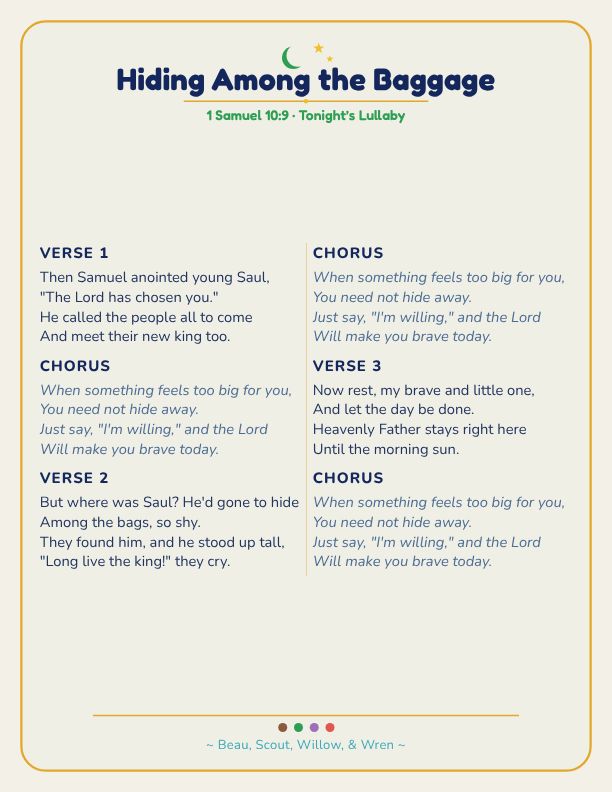 Hiding Among the Baggage
1 Samuel 10:9 · Tonight's Lullaby
VERSE 1
Then Samuel anointed young Saul,
"The Lord has chosen you."
He called the people all to come
And meet their new king too.
CHORUS
When something feels too big for you,
You need not hide away.
Just say, "I'm willing," and the Lord
Will make you brave today.
VERSE 2
But where was Saul? He'd gone to hide
Among the bags, so shy.
They found him, and he stood up tall,
"Long live the king!" they cry.
CHORUS
When something feels too big for you,
You need not hide away.
Just say, "I'm willing," and the Lord
Will make you brave today.
VERSE 3
Now rest, my brave and little one,
And let the day be done.
Heavenly Father stays right here
Until the morning sun.
CHORUS
When something feels too big for you,
You need not hide away.
Just say, "I'm willing," and the Lord
Will make you brave today.
~ Beau, Scout, Willow, & Wren ~